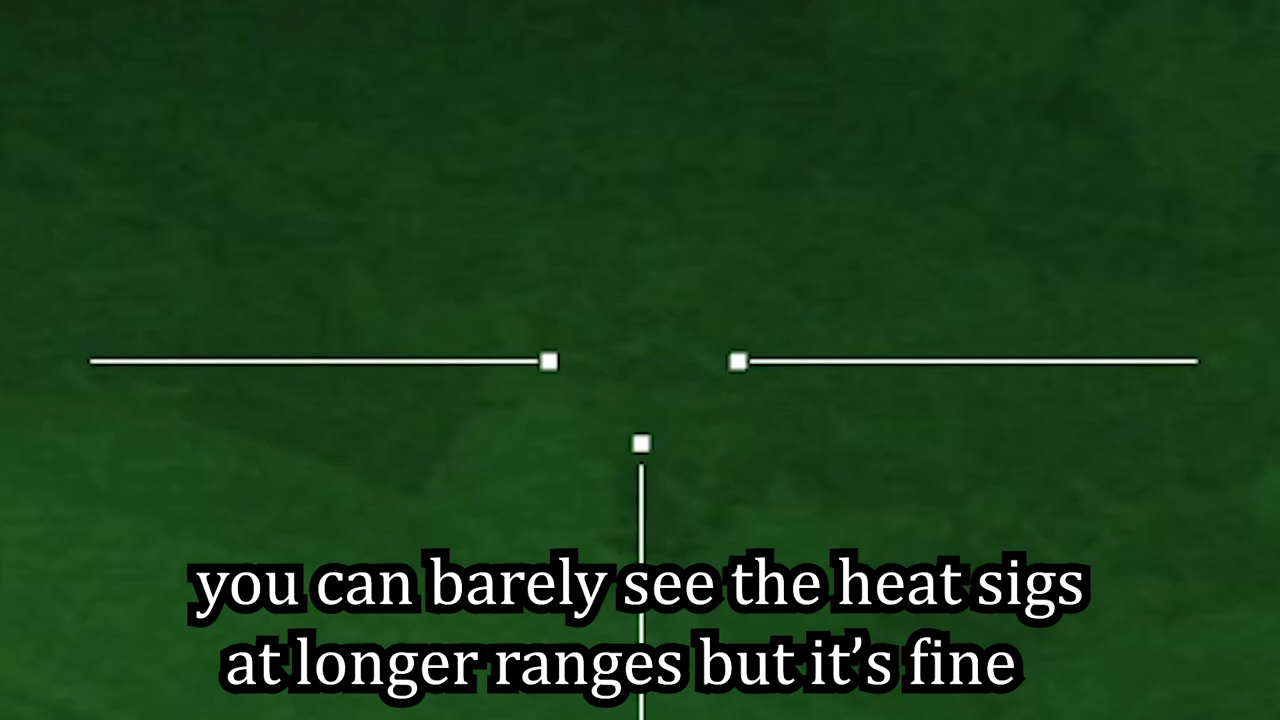 you can barely see the heat sigs
at longer ranges but it’s fine